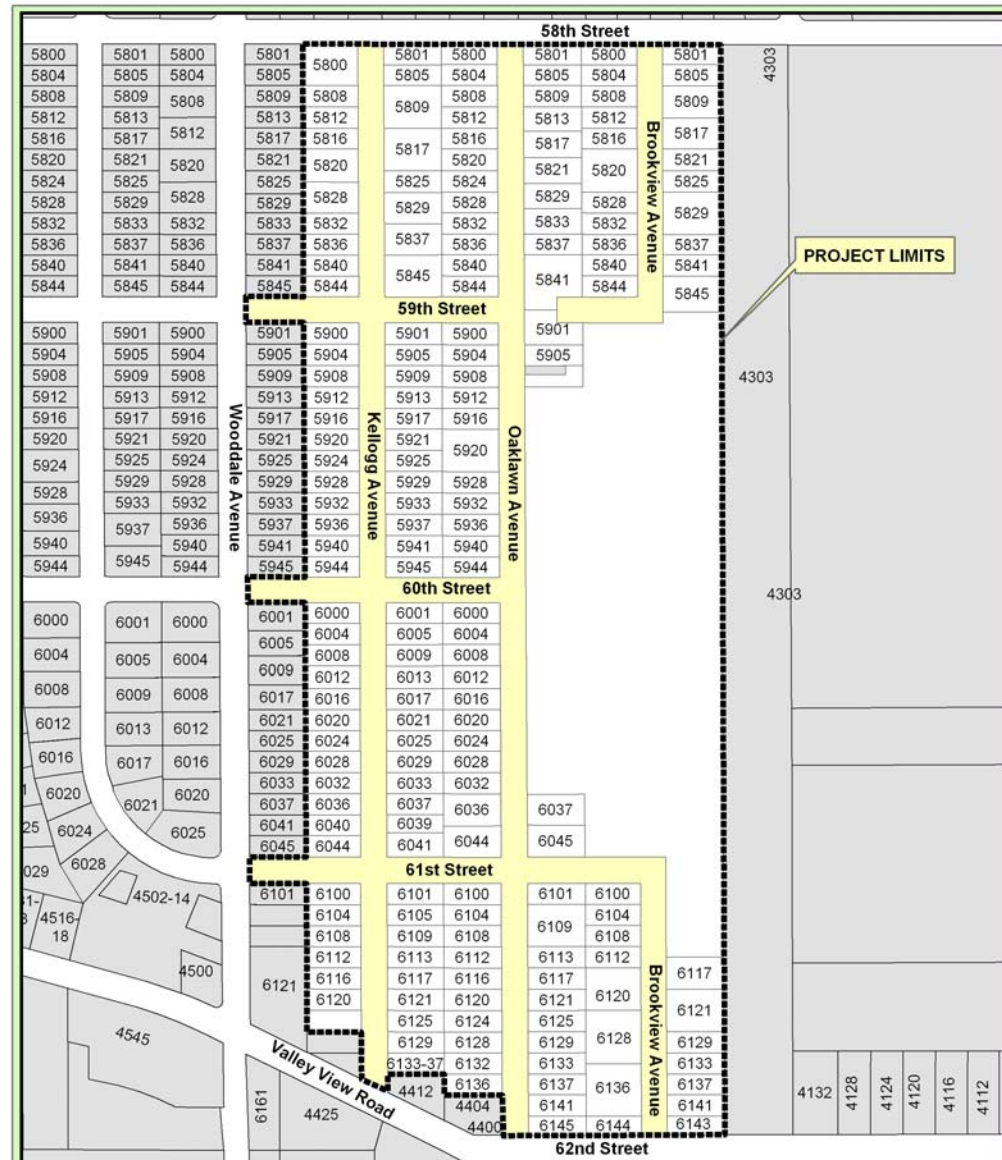 58th Street
5800 5801 5800 5801 5800 5801 5800 5801 5800 5801 4303
5804 5805 5804 5805 5805 5804 5805 5804 5805
5808 5809 5808 5809 5808 5809 5808 5809 5808 5809
5812 5813 5813 5812 5812 5813 5812
5816 5817 5812 5817 5816 5817 5816 5817 5816 5817
5820 5821 5820 5821 5820 5820 5821 5820 5821
5824 5825 5825 5825 5824 5825
5828 5829 5828 5829 5828 5829 5828 5829 5828 5829
5832 5833 5832 5833 5832 5832 5833 5832
5836 5837 5836 5837 5836 5837 5836 5837 5836 5837
5840 5841 5840 5841 5840 5845 5840 5841 5840 5841
5844 5845 5844 5845 5844 5844 5844 5845
Brookview Avenue
PROJECT LIMITS
59th Street
5900 5901 5900 5901 5900 5901 5900 5901
5904 5905 5904 5905 5904 5905 5904 5905
5908 5909 5908 5909 5908 5909 5908 4303
5912 5913 5912 5913 5912 5913 5912
5916 5917 5916 5917 5916 5917 5916
5920 5921 5920 5921 5920 5921 5920
5924 5925 5924 5925 5924 5925
5928 5929 5928 5929 5928 5929 5928
5936 5933 5932 5933 5932 5933 5932
5937 5936 5937 5936 5937 5936
5940 5940 5941 5940 5941 5940
5944 5945 5944 5945 5944 5945 5944
Wooddale Avenue
Kellogg Avenue
Oaklawn Avenue
60th Street
4303
6000 6001 6000 6001 6000 6001 6000
6004 6005 6004 6005 6004 6005 6004
6008 6009 6008 6009 6008 6009 6008
6012 6013 6012 6012 6013 6012
6016 6017 6016 6017 6016 6017 6016
6021 6020 6021 6020
6020 6021 6020 6025 6024 6025 6024
6024 6025 6029 6028 6029 6028
6028 6033 6032 6033 6032
6037 6036 6037 6036 6037
6041 6040 6039
6045 6044 6041 6044 6045
25
029
61st Street
4502-14
4516-18
4500
6101 6100 6101 6100 6101 6100
6104 6105 6104 6109 6104
6108 6109 6108 6108
6112 6113 6112 6113 6112
6121 6116 6117 6116 6117 6120 6117
6120 6121 6120 6121 6121
6125 6124 6125 6128
6129 6128 6129 6129
6133-37 6132 6133 6136 6133
4412 6136 6137 6137
4404 6141 6141
4400 6145 6144 6143
Brookview Avenue
4545
Valley View Road
6161
4425
4132 4128 4124 4120 4116 4112
62nd Street